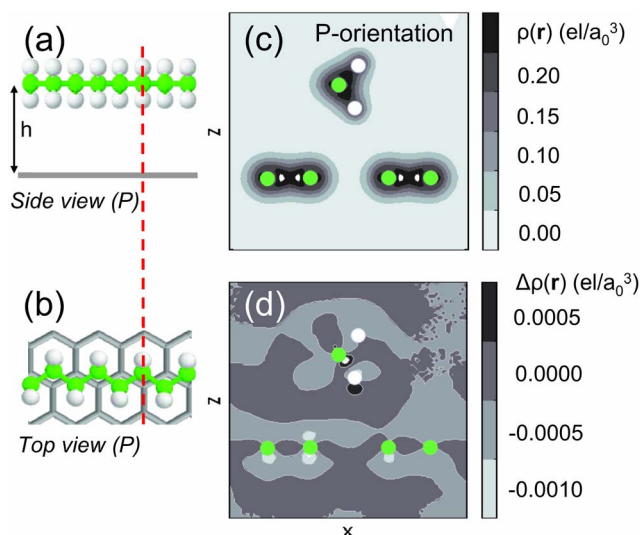 (a)
h
Side view (P)
(b)
Top view (P)
(c)
P-orientation
z
ρ(r) (el/a₀³)
0.20
0.15
0.10
0.05
0.00
(d)
z
x
Δρ(r) (el/a₀³)
0.0005
0.0000
-0.0005
-0.0010